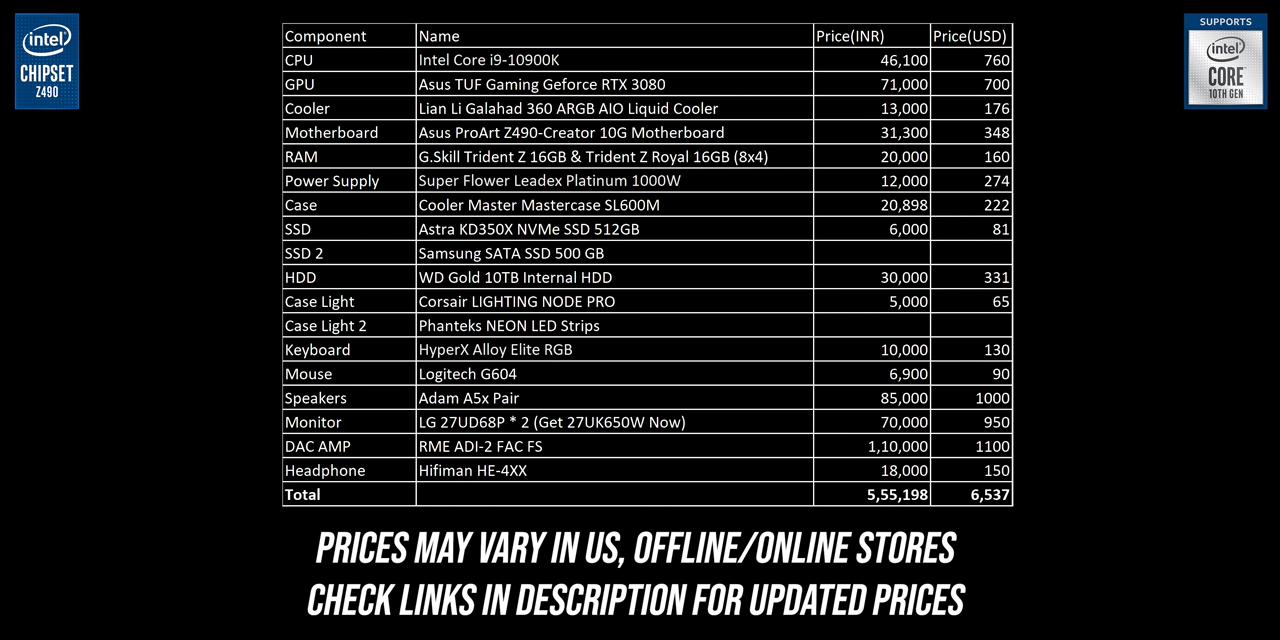 intel
CHIPSET
Z490
SUPPORTS
intel
CORE
10TH GEN
Component Name Price(INR) Price(USD)
CPU Intel Core i9-10900K 46,100 760
GPU Asus TUF Gaming Geforce RTX 3080 71,000 700
Cooler Lian Li Galahad 360 ARGB AIO Liquid Cooler 13,000 176
Motherboard Asus ProArt Z490-Creator 10G Motherboard 31,300 348
RAM G.Skill Trident Z 16GB & Trident Z Royal 16GB (8x4) 20,000 160
Power Supply Super Flower Leadex Platinum 1000W 12,000 274
Case Cooler Master Mastercase SL600M 20,898 222
SSD Astra KD350X NVMe SSD 512GB 6,000 81
SSD 2 Samsung SATA SSD 500 GB
HDD WD Gold 10TB Internal HDD 30,000 331
Case Light Corsair LIGHTING NODE PRO 5,000 65
Case Light 2 Phanteks NEON LED Strips
Keyboard HyperX Alloy Elite RGB 10,000 130
Mouse Logitech G604 6,900 90
Speakers Adam A5x Pair 85,000 1000
Monitor LG 27UD68P * 2 (Get 27UK650W Now) 70,000 950
DAC AMP RME ADI-2 FAC FS 1,10,000 1100
Headphone Hifiman HE-4XX 18,000 150
Total 5,55,198 6,537
PRICES MAY VARY IN US, OFFLINE/ONLINE STORES
CHECK LINKS IN DESCRIPTION FOR UPDATED PRICES